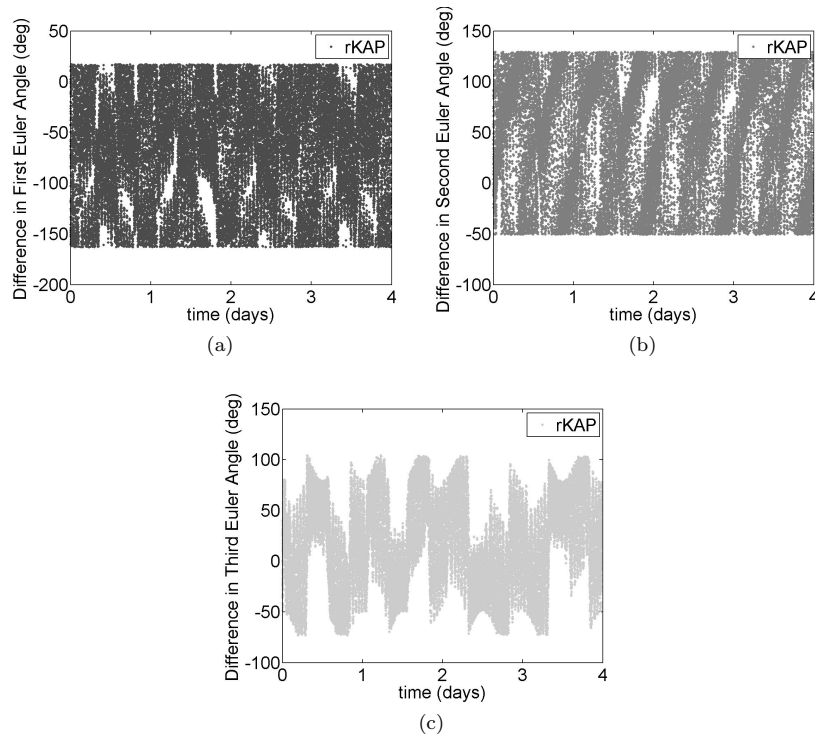 50
0
-50
-100
-150
-200
Difference in First Euler Angle (deg)
rKAP
0
1
2
3
4
time (days)
(a)
150
100
50
0
-50
-100
Difference in Second Euler Angle (deg)
rKAP
0
1
2
3
4
time (days)
(b)
150
100
50
0
-50
-100
Difference in Third Euler Angle (deg)
rKAP
0
1
2
3
4
time (days)
(c)